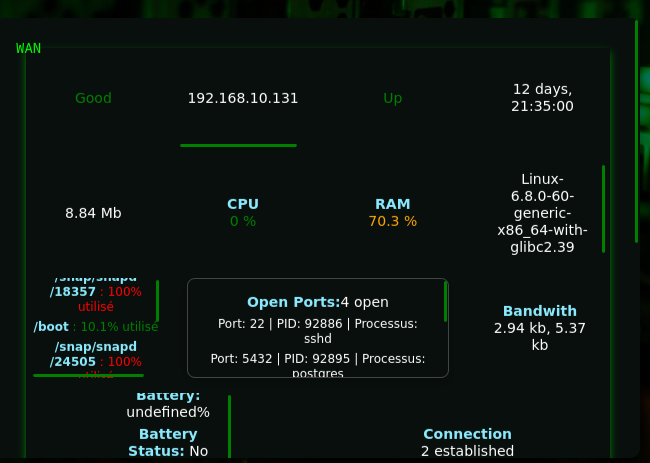 WAN
Good
192.168.10.131
Up
12 days,
21:35:00
8.84 Mb
CPU
0 %
RAM
70.3 %
Linux-
6.8.0-60-
generic-
x86_64-with-
glibc2.39
/snap/snapd
/18357 : 100%
utilisé
/boot : 10.1% utilisé
/snap/snapd
/24505 : 100%
utilisé
Open Ports:4 open
Port: 22 | PID: 92886 | Processus:
sshd
Port: 5432 | PID: 92895 | Processus:
postgres
Bandwith
2.94 kb, 5.37
kb
Battery:
undefined%
Battery
Status: No
Connection
2 established